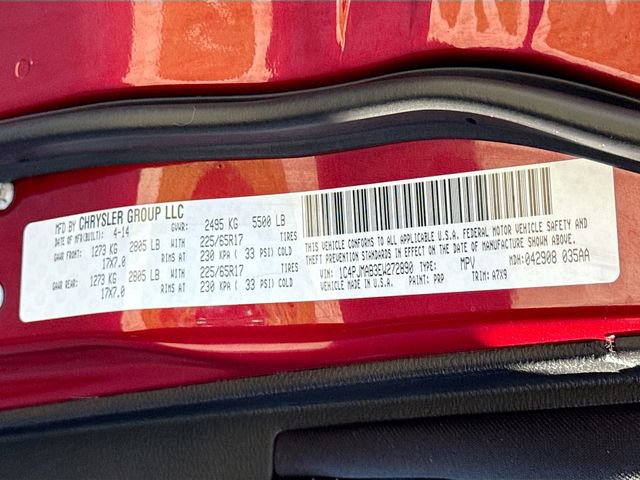 MFD BY CHRYSLER GROUP LLC
DATE OF MFR(BUILT): 4-14 GVWR: 2495 KG 5500 LB
GAWR FRONT: 1273 KG 2805 LB WITH 225/65R17 TIRES
17X7.0 RIMS AT 230 KPA ( 33 PSI) COLD
GAWR REAR: 1273 KG 2805 LB WITH 225/65R17 TIRES
17X7.0 RIMS AT 230 KPA ( 33 PSI) COLD
THIS VEHICLE CONFORMS TO ALL APPLICABLE U.S.A. FEDERAL MOTOR VEHICLE SAFETY AND
THEFT PREVENTION STANDARDS IN EFFECT ON THE DATE OF MANUFACTURE SHOWN ABOVE.
VIN: 1C4PJMAB3EW272890 TYPE: MPV MDH: 042908 035AA
VEHICLE MADE IN U.S.A. PAINT: PRP TRIM: A7X9